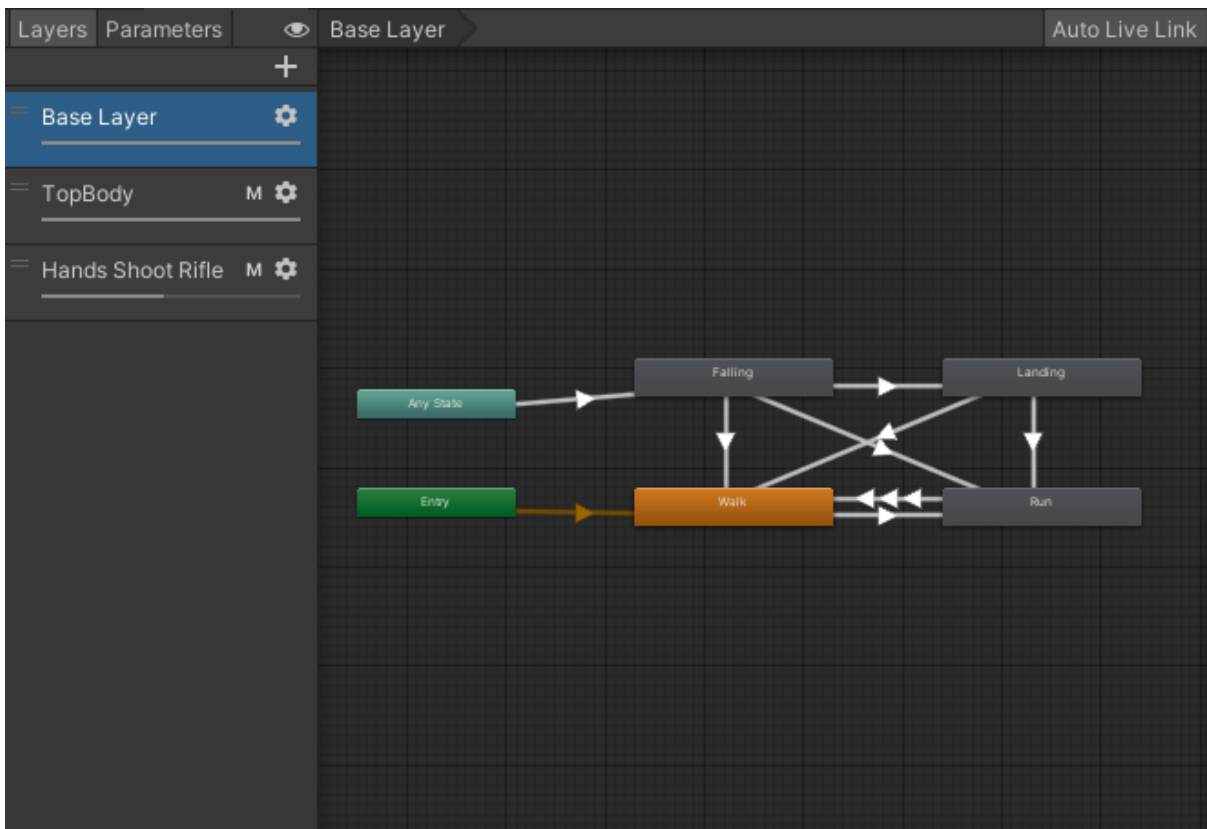 Layers Parameters Base Layer Auto Live Link
Base Layer
TopBody M
Hands Shoot Rifle M
Falling Landing
Any State
Entry Walk Run